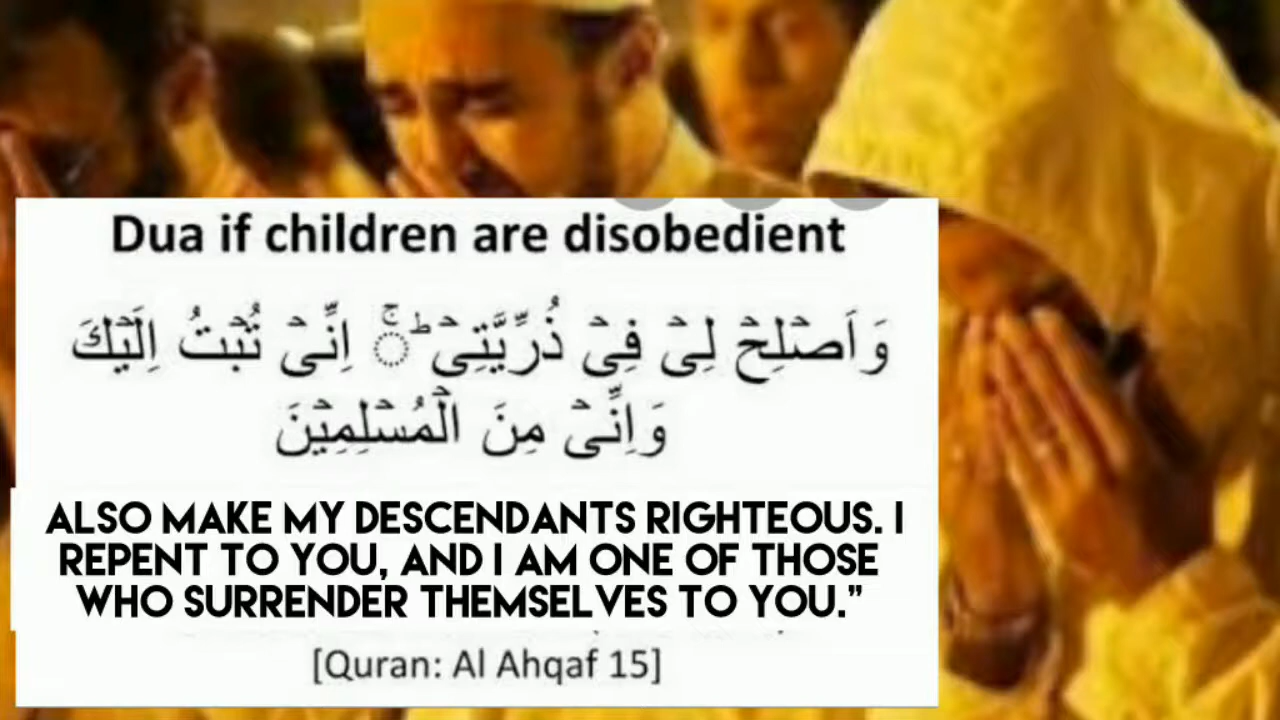 Dua if children are disobedient
وَاَصۡلِحۡ لِىۡ فِىۡ ذُرِّيَّتِىۡ ؕۚ اِنِّىۡ تُبۡتُ اِلَيۡكَ
وَاِنِّىۡ مِنَ الۡمُسۡلِمِيۡنَ
ALSO MAKE MY DESCENDANTS RIGHTEOUS. I
REPENT TO YOU, AND I AM ONE OF THOSE
WHO SURRENDER THEMSELVES TO YOU.”
[Quran: Al Ahqaf 15]